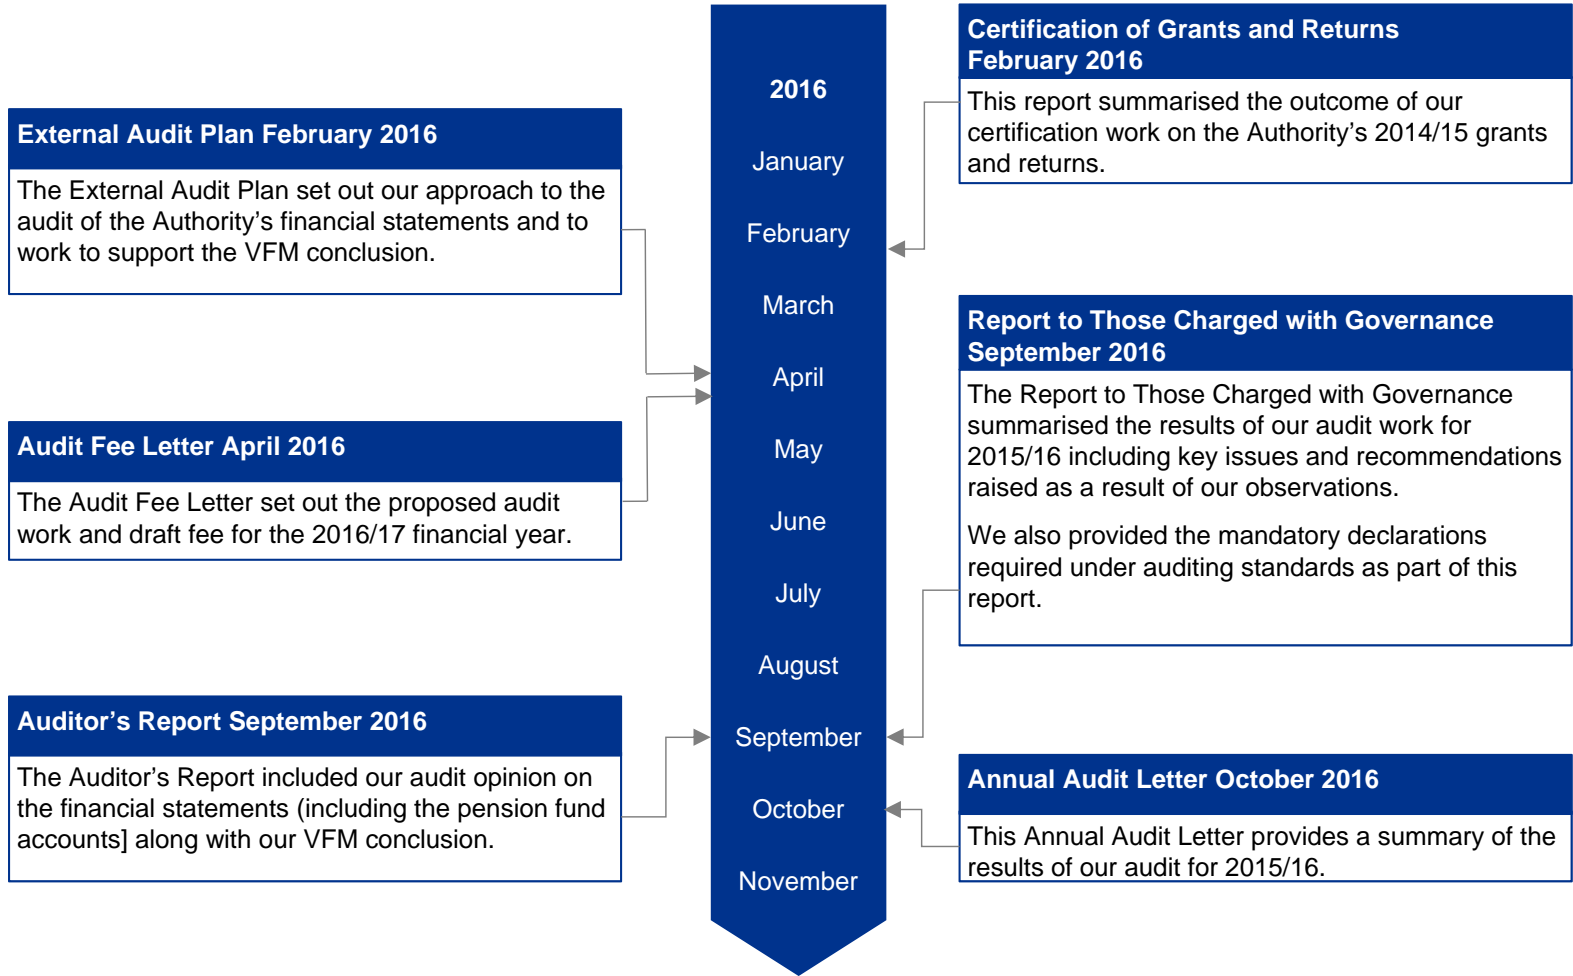 External Audit Plan February 2016
The External Audit Plan set out our approach to the
audit of the Authority’s financial statements and to
work to support the VFM conclusion.
Audit Fee Letter April 2016
The Audit Fee Letter set out the proposed audit
work and draft fee for the 2016/17 financial year.
Auditor’s Report September 2016
The Auditor’s Report included our audit opinion on
the financial statements (including the pension fund
accounts] along with our VFM conclusion.
2016
January
February
March
April
May
June
July
August
September
October
November
Certification of Grants and Returns
February 2016
This report summarised the outcome of our
certification work on the Authority’s 2014/15 grants
and returns.
Report to Those Charged with Governance
September 2016
The Report to Those Charged with Governance
summarised the results of our audit work for
2015/16 including key issues and recommendations
raised as a result of our observations.
We also provided the mandatory declarations
required under auditing standards as part of this
report.
Annual Audit Letter October 2016
This Annual Audit Letter provides a summary of the
results of our audit for 2015/16.